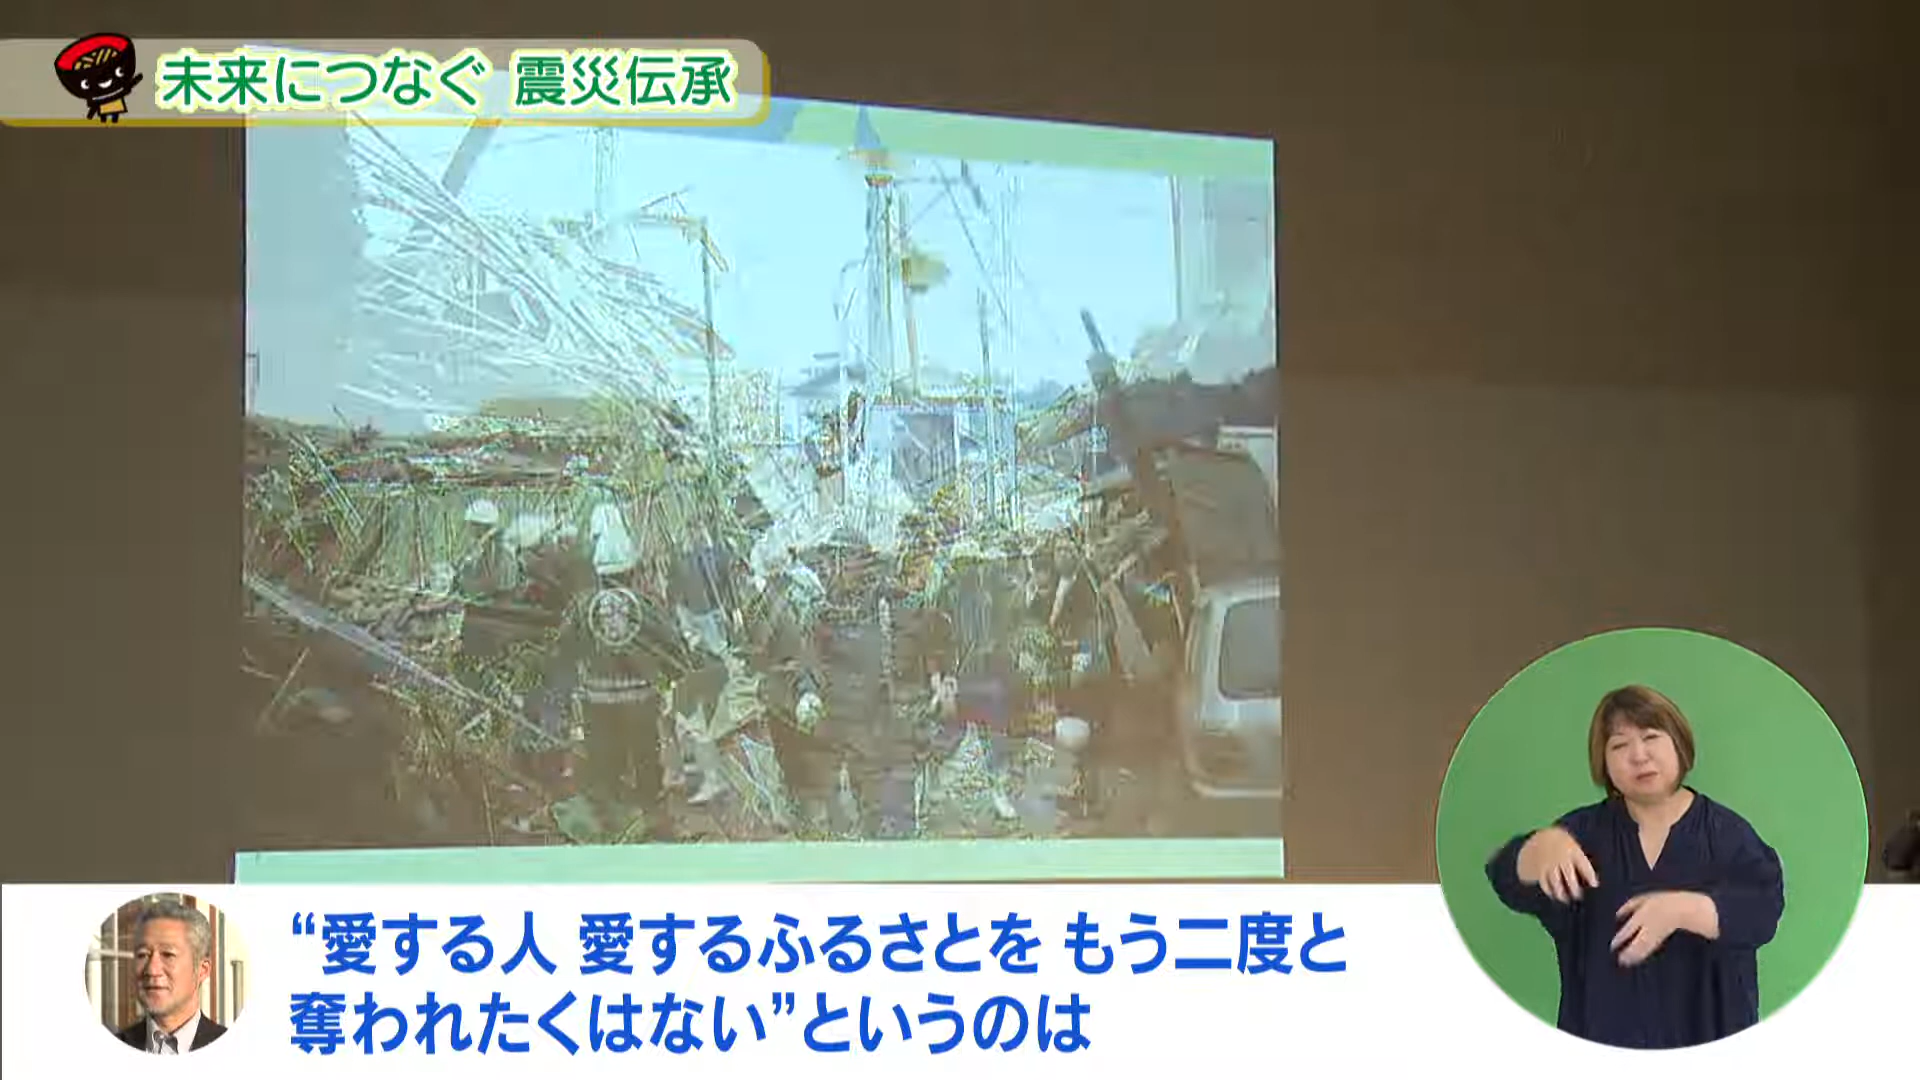 未来につなぐ 震災伝承
“愛する人 愛するふるさとを もう二度と
奪われたくはない”というのは